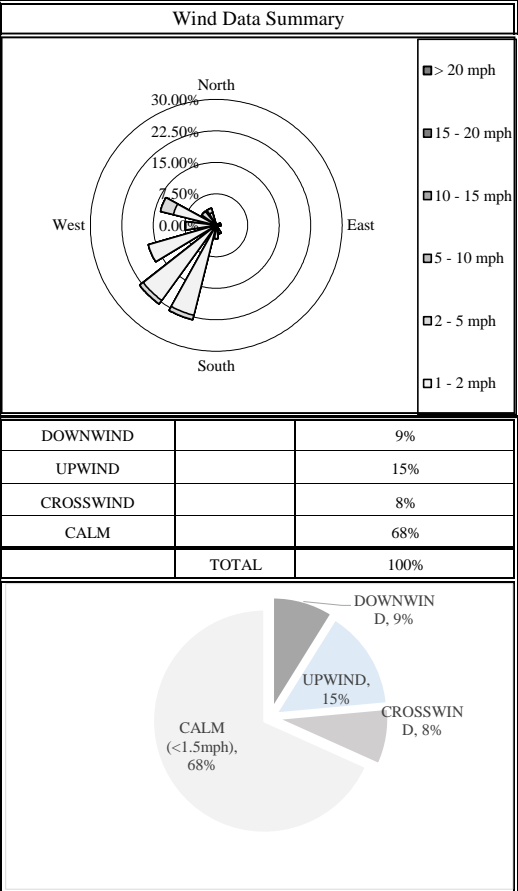 Wind Data Summary
North
30.00%
22.50%
15.00%
7.50%
0.00%
West
East
South
> 20 mph
15 - 20 mph
10 - 15 mph
5 - 10 mph
2 - 5 mph
1 - 2 mph
DOWNWIND 9%
UPWIND 15%
CROSSWIND 8%
CALM 68%
TOTAL 100%
DOWNWIN
D, 9%
UPWIND,
15%
CROSSWIN
D, 8%
CALM
(<1.5mph),
68%